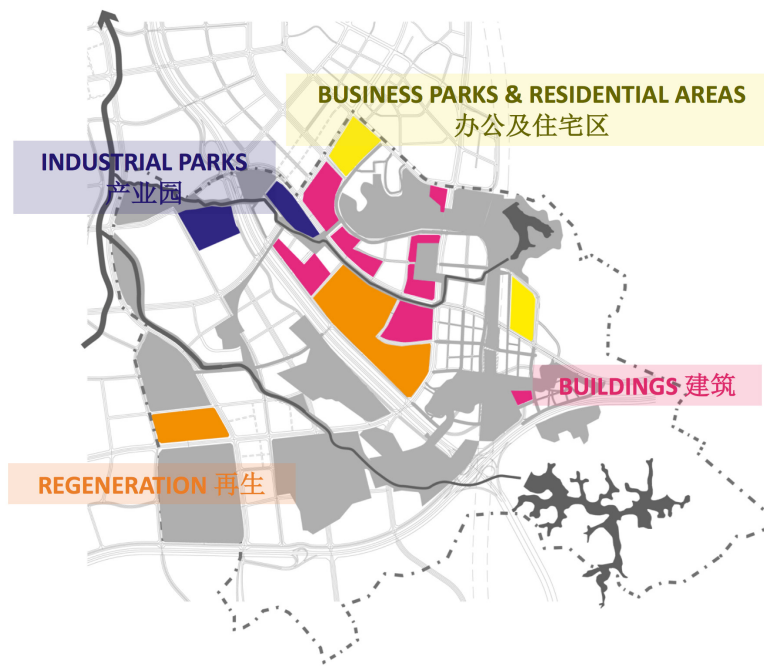 BUSINESS PARKS & RESIDENTIAL AREAS
办公及住宅区
INDUSTRIAL PARKS
产业园
BUILDINGS 建筑
REGENERATION 再生